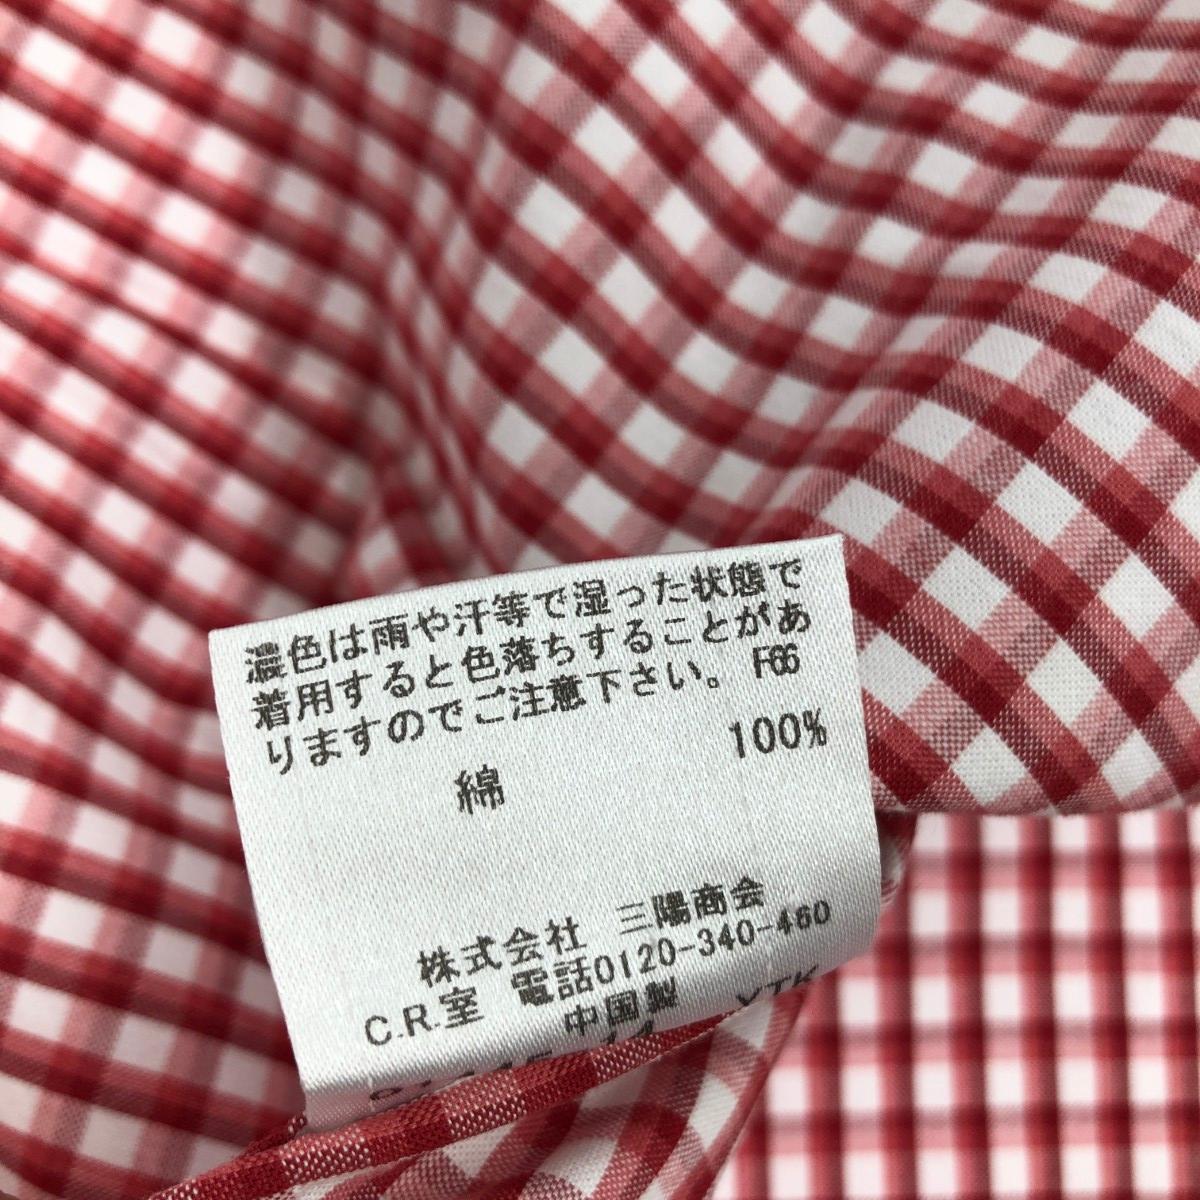 濃色は雨や汗等で湿った状態で
着用すると色落ちすることがあ
りますのでご注意下さい。 F66
綿 100%
株式会社 三陽商会
C.R.室 電話0120-340-460
中国製 YTK